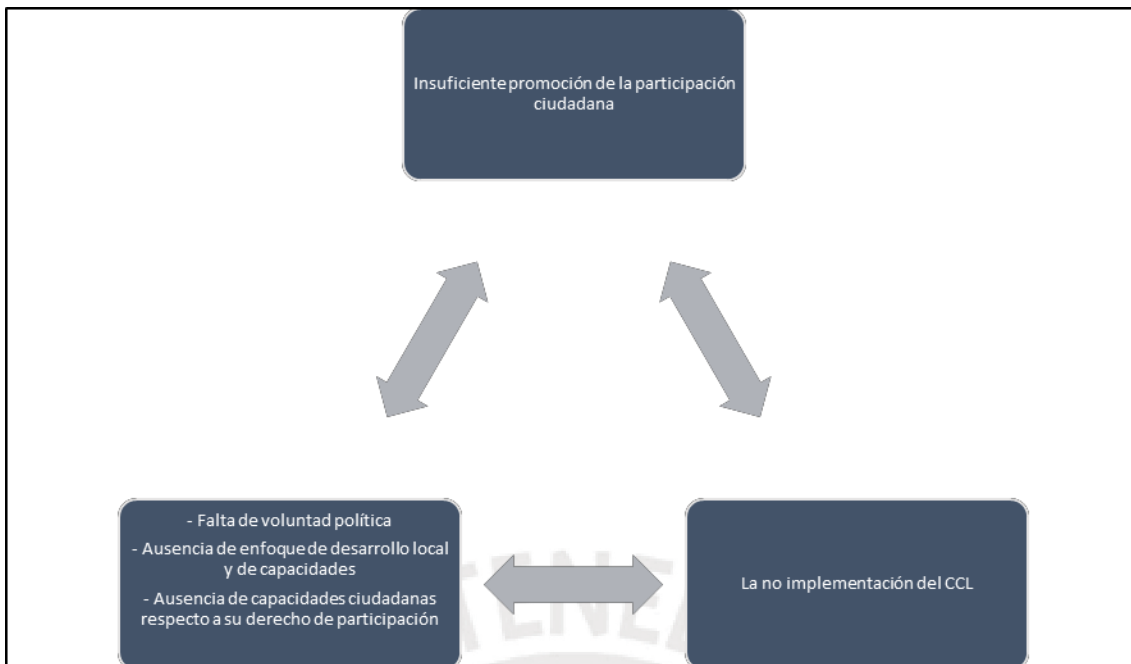 Insuficiente promoción de la participación
ciudadana
- Falta de voluntad política
- Ausencia de enfoque de desarrollo local
y de capacidades
- Ausencia de capacidades ciudadanas
respecto a su derecho de participación
La no implementación del CCL